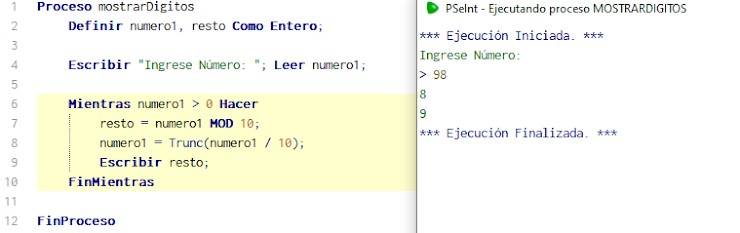 1 Proceso mostrarDigitos
2 Definir numero1, resto Como Entero;
3
4 Escribir "Ingrese Número: "; Leer numero1;
5
6 Mientras numero1 > 0 Hacer
7 resto = numero1 MOD 10;
8 numero1 = Trunc(numero1 / 10);
9 Escribir resto;
10 FinMientras
11
12 FinProceso
PSeInt - Ejecutando proceso MOSTRARDIGITOS
*** Ejecución Iniciada. ***
Ingrese Número:
> 98
8
9
*** Ejecución Finalizada. ***